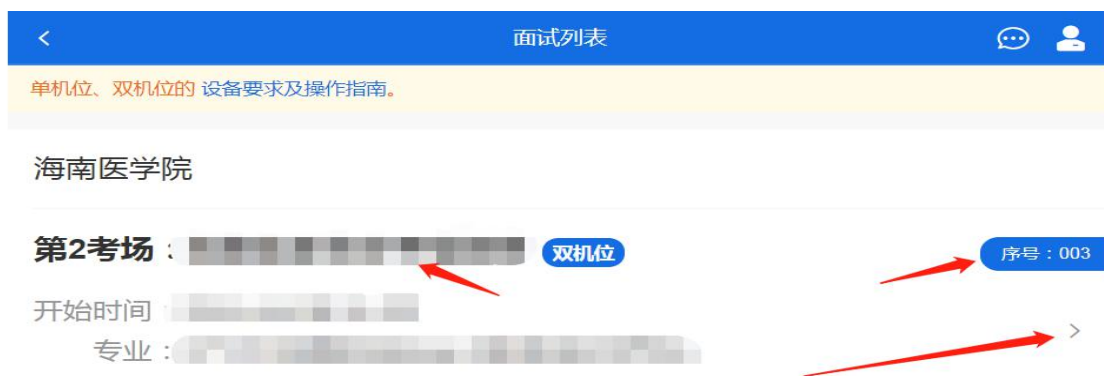 面试列表
单机位、双机位的 设备要求及操作指南。
海南医学院
第2考场： 双机位 序号：003
开始时间
专业：